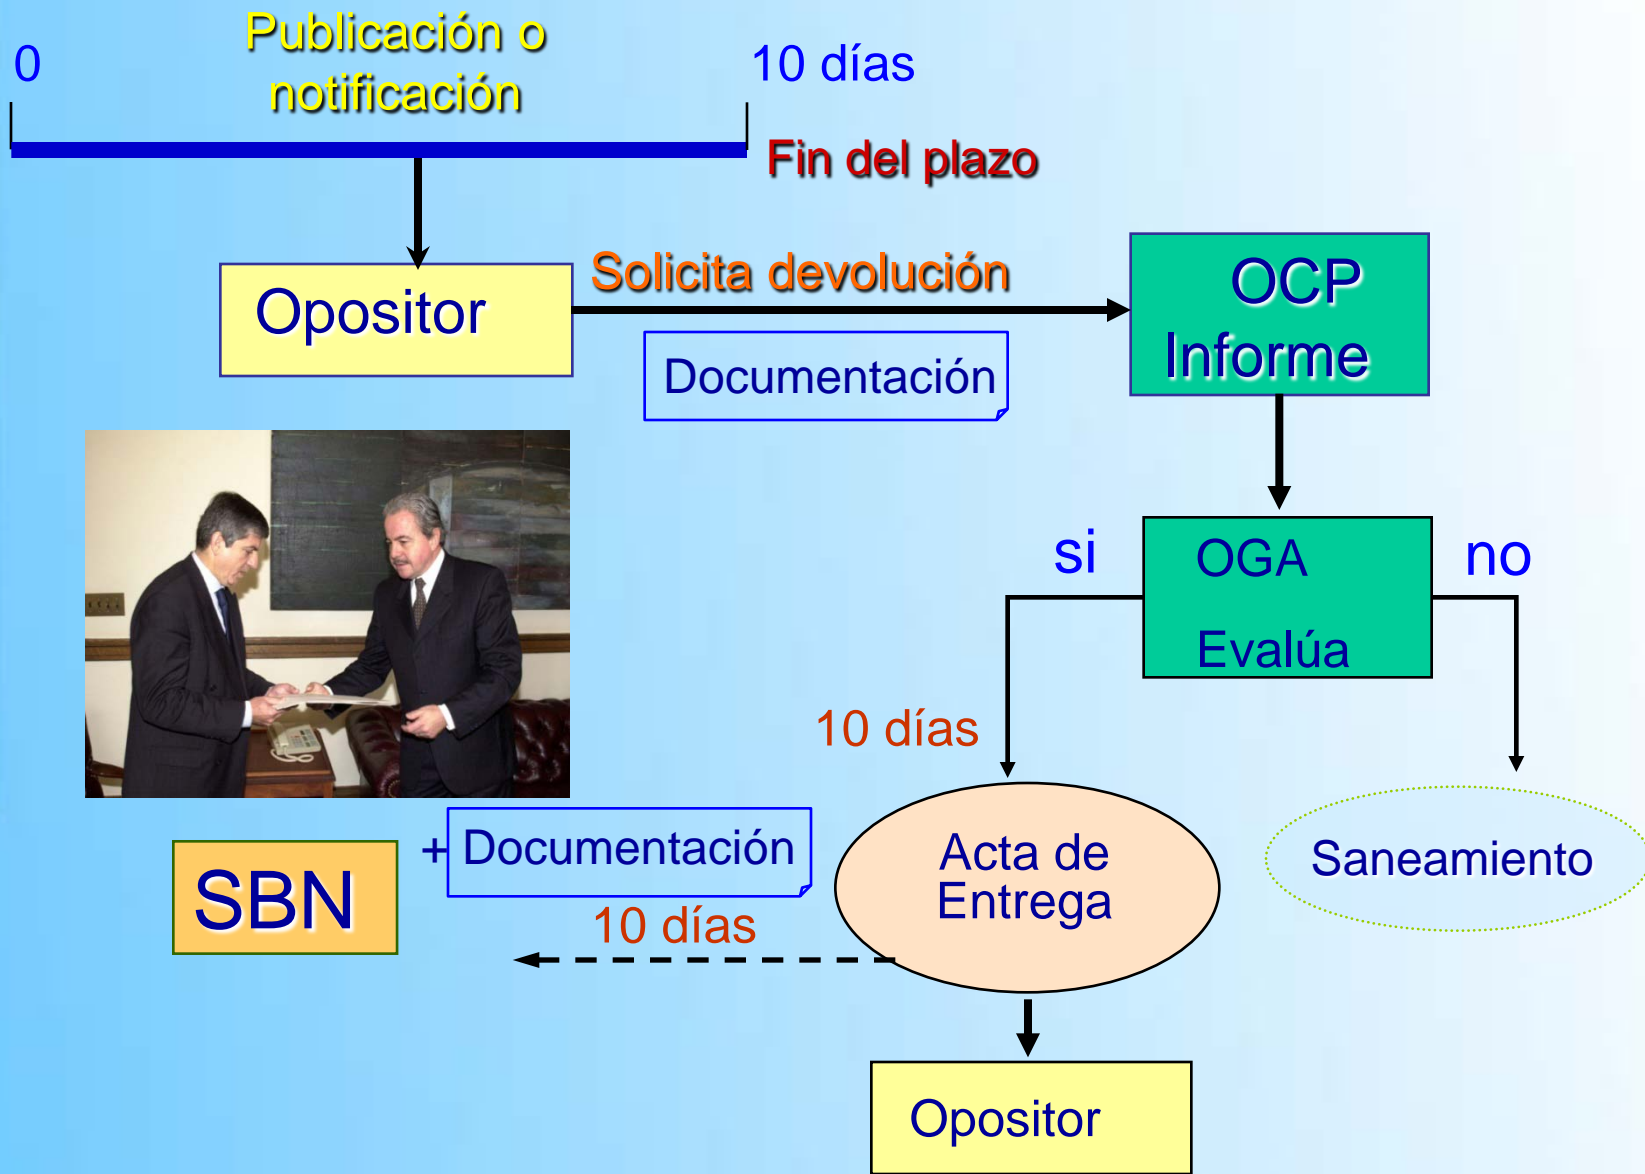 0
Publicación o
notificación
10 días
Fin del plazo
Opositor
Solicita devolución
Documentación
OCP
Informe
si
OGA
Evalúa
no
10 días
Acta de
Entrega
Saneamiento
SBN
+ Documentación
10 días
Opositor